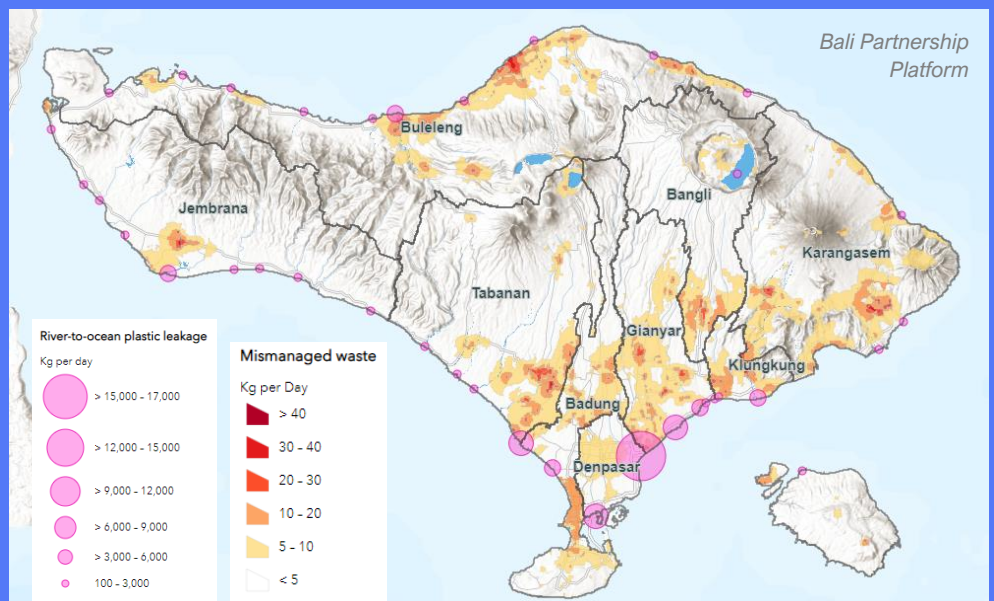 Bali Partnership
Platform
Buleleng
Bangli
Jembrana
Karangasem
Tabanan
Gianyar
Klungkung
Badung
Denpasar
River-to-ocean plastic leakage
Kg per day
> 15,000 - 17,000
> 12,000 - 15,000
> 9,000 - 12,000
> 6,000 - 9,000
> 3,000 - 6,000
100 - 3,000
Mismanaged waste
Kg per Day
> 40
30 - 40
20 - 30
10 - 20
5 - 10
< 5